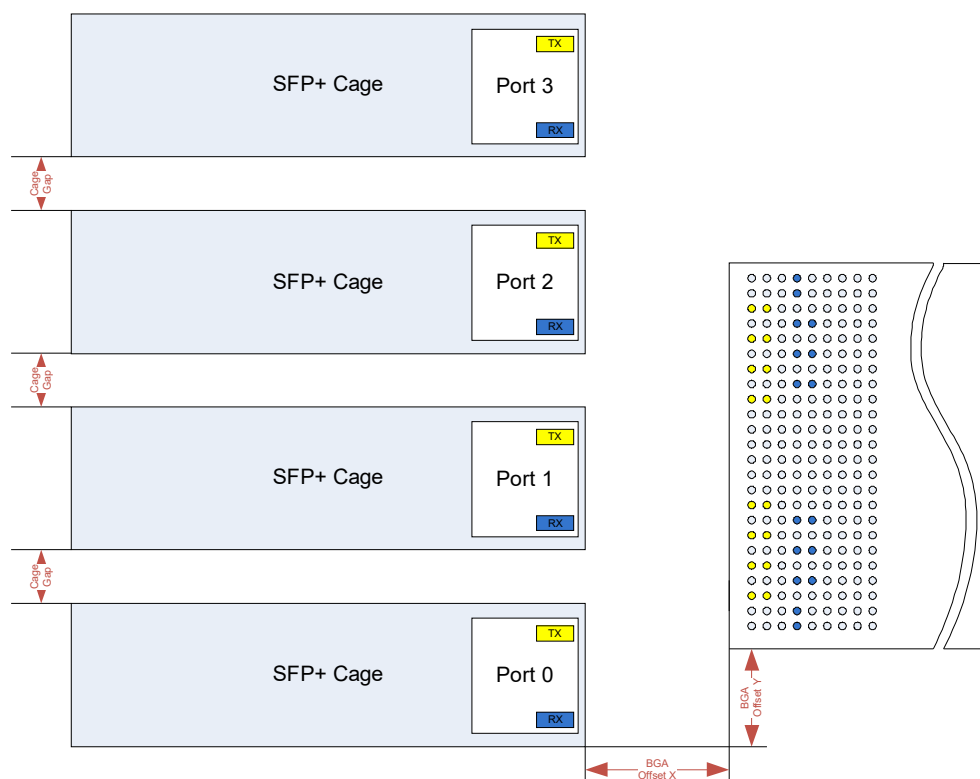 TX
SFP+ Cage
Port 3
RX
Cage
Gap
TX
SFP+ Cage
Port 2
RX
Cage
Gap
TX
SFP+ Cage
Port 1
RX
Cage
Gap
TX
SFP+ Cage
Port 0
RX
BGA
Offset Y
BGA
Offset X